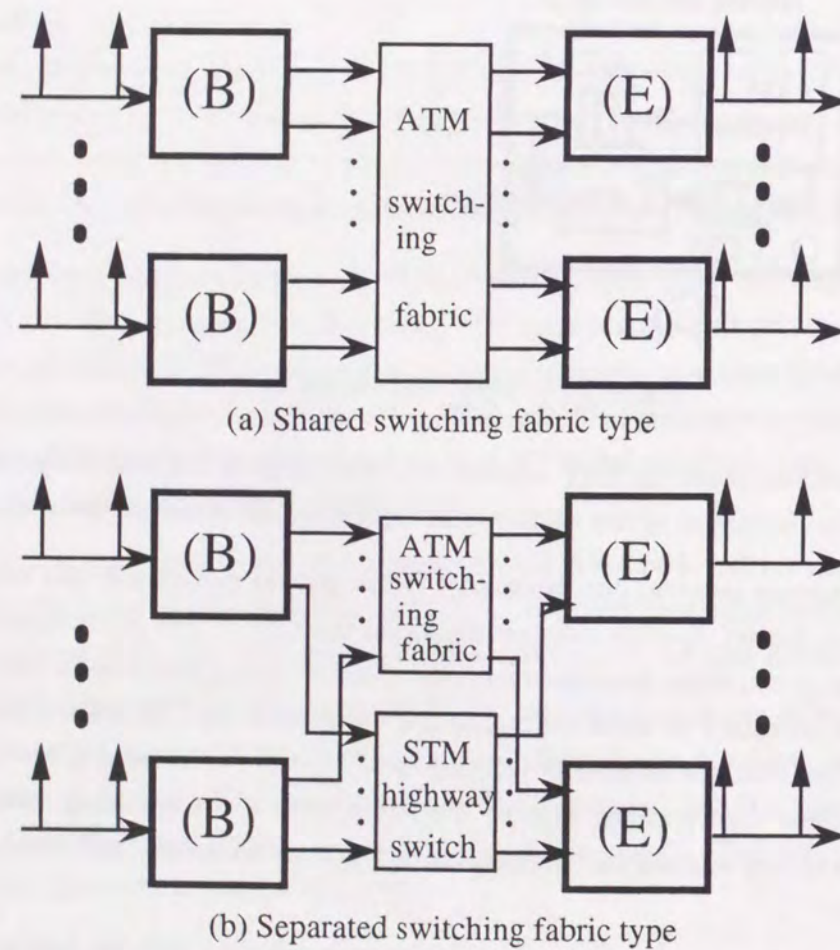 (B)
ATM
switch-
ing
fabric
(E)
(B)
(E)
(a) Shared switching fabric type
(B)
ATM
switch-
ing
fabric
(E)
(B)
STM
highway
switch
(E)
(b) Separated switching fabric type